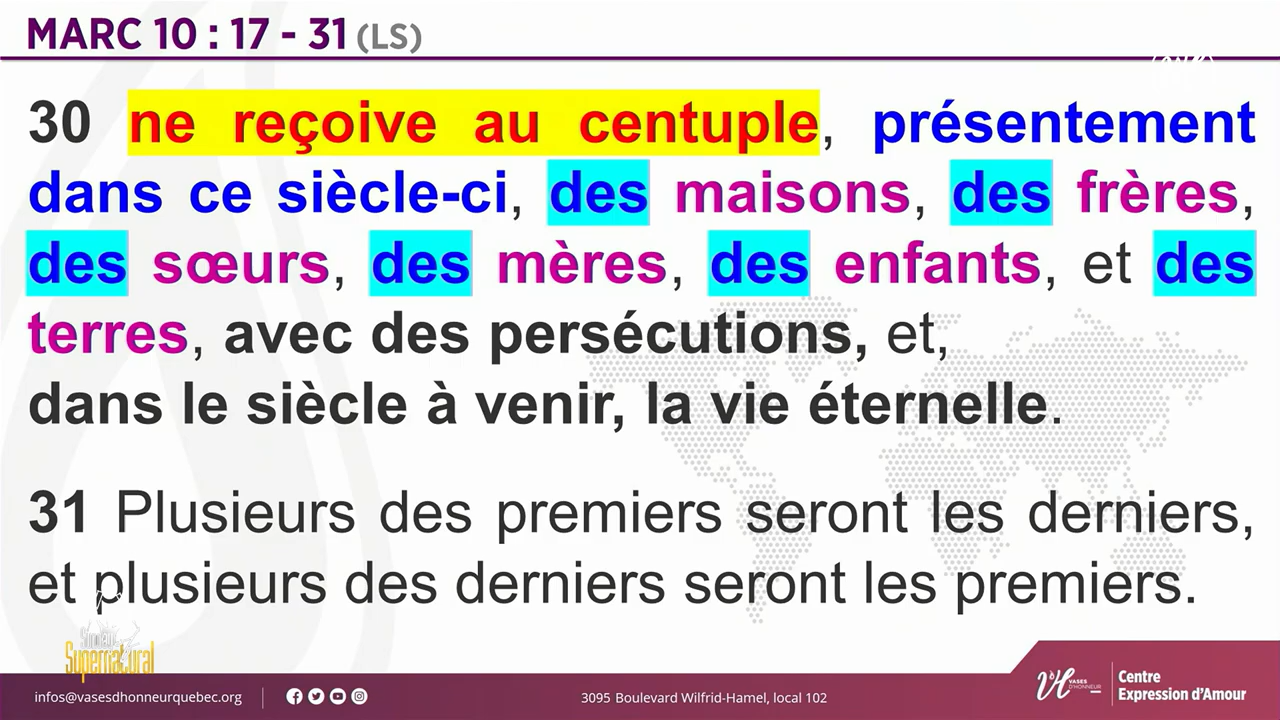 MARC 10 : 17 - 31 (LS)
30 ne reçoive au centuple, présentement
dans ce siècle-ci, des maisons, des frères,
des sœurs, des mères, des enfants, et des
terres, avec des persécutions, et,
dans le siècle à venir, la vie éternelle.
31 Plusieurs des premiers seront les derniers,
et plusieurs des derniers seront les premiers.
Supernatural
infos@vasesdhonneurquebec.org
3095 Boulevard Wilfrid-Hamel, local 102
VASES
D'HONNEUR
Centre
Expression d'Amour